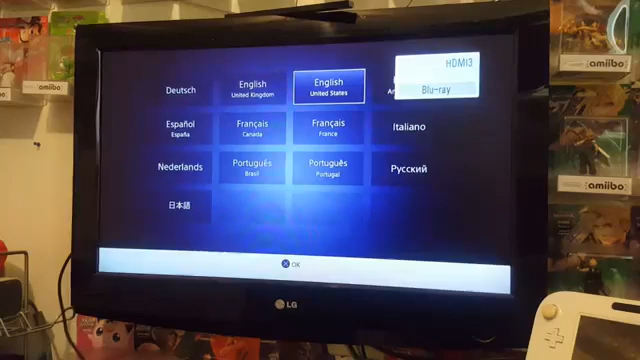 HDMI3
Blu-ray
Deutsch
English
United Kingdom
English
United States
Español
España
Français
Canada
Français
France
Italiano
Nederlands
Português
Brasil
Português
Portugal
Русский
日本語
OK
LG
amiibo
amiibo
amiibo